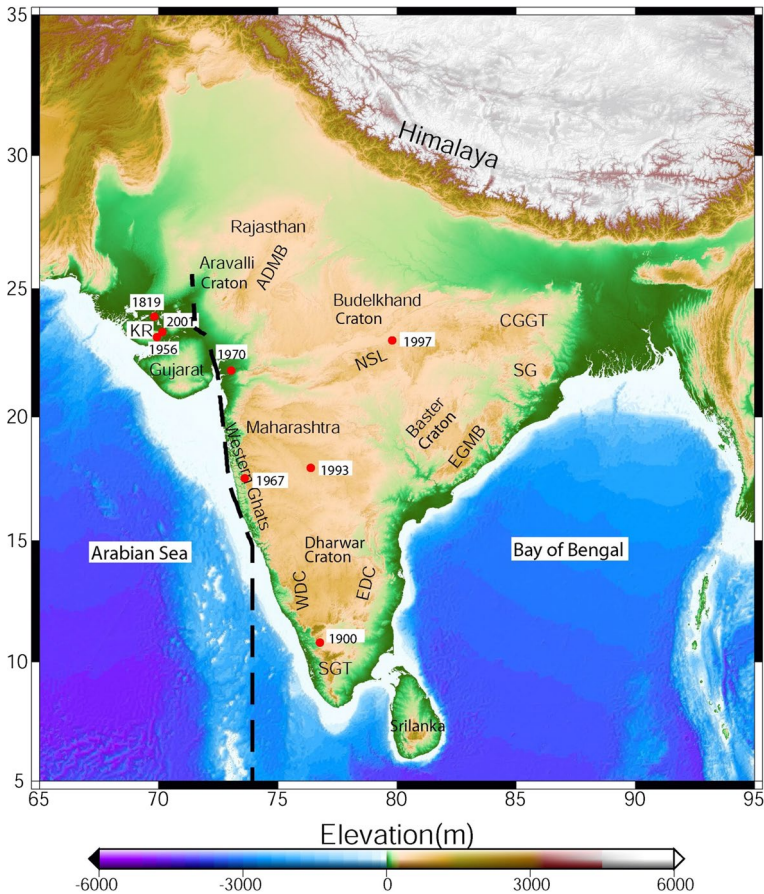 35
30
25
20
15
10
5
Himalaya
Rajasthan
Aravalli
Craton
ADMB
1819
2001
KR
1956
Gujarat
1970
Budelkhand
Craton
CGGT
1997
NSL
SG
Maharashtra
Baster
Craton
EGMB
Western Ghats
1967
1993
Arabian Sea
Dharwar
Craton
Bay of Bengal
WDC
EDC
1900
SGT
Srilanka
65
70
75
80
85
90
95
Elevation(m)
-6000
-3000
0
3000
6000